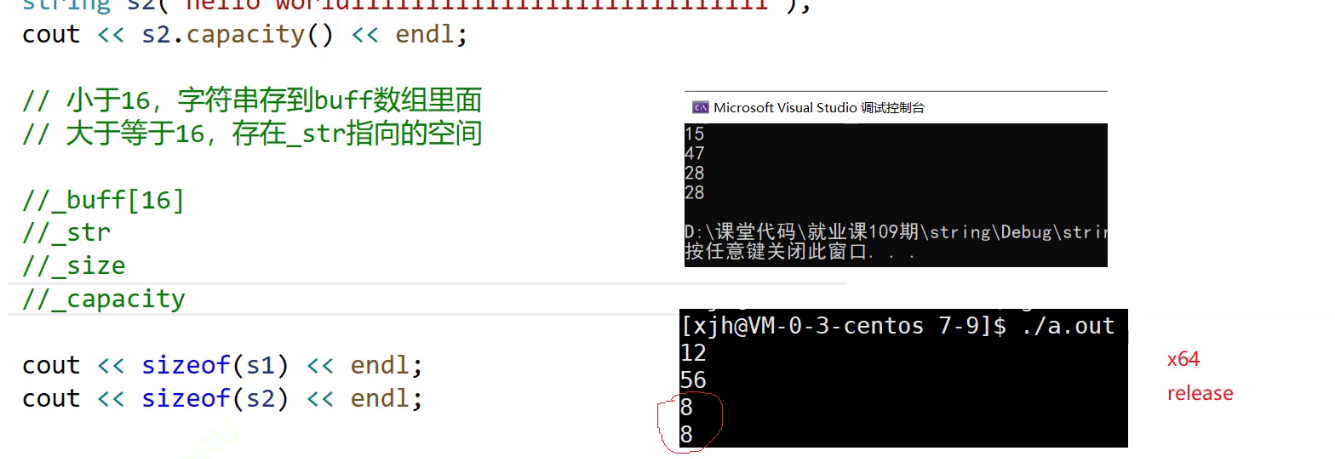 cout << s2.capacity() << endl;
// 小于16，字符串存到buff数组里面
// 大于等于16，存在_str指向的空间
//_buff[16]
//_str
//_size
//_capacity
cout << sizeof(s1) << endl;
cout << sizeof(s2) << endl;
Microsoft Visual Studio 调试控制台
15
47
28
28
D:\课堂代码\就业课109期\string\Debug\strin
按任意键关闭此窗口. . .
[xjh@VM-0-3-centos 7-9]$ ./a.out
12
56
8
8
x64
release